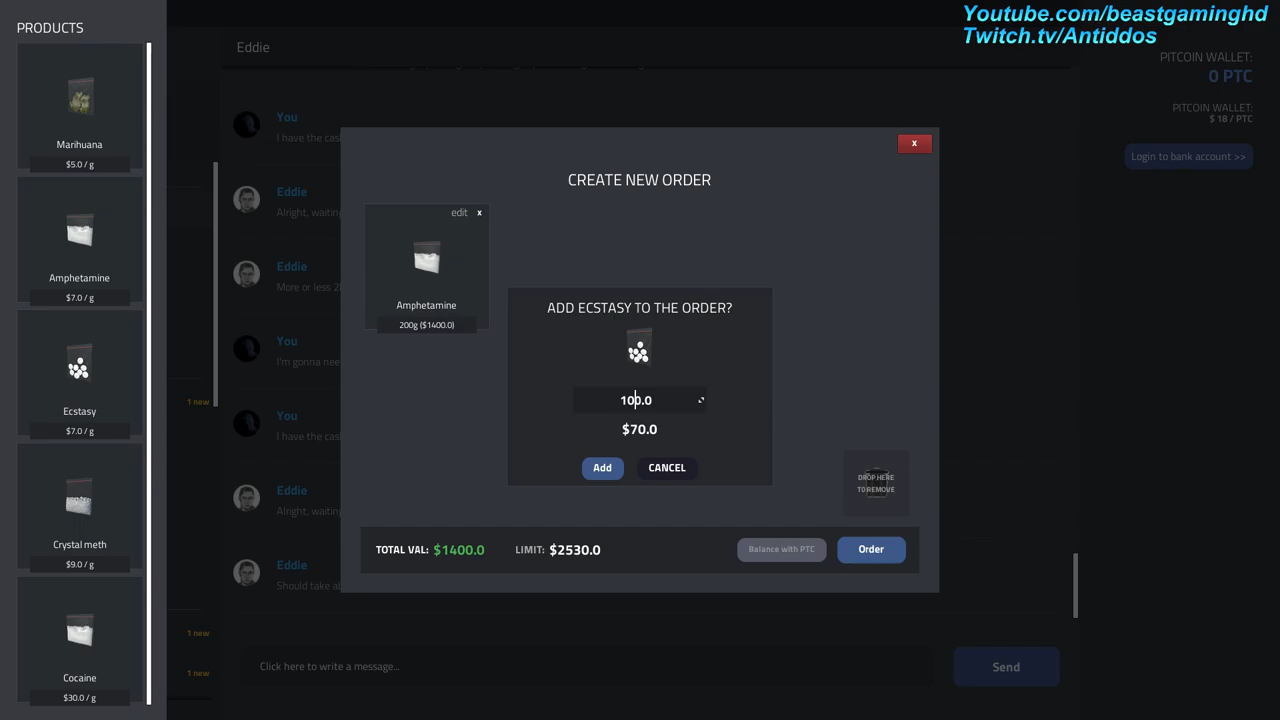 Youtube.com/beastgaminghd
Twitch.tv/Antiddos
PRODUCTS
Marihuana
$5.0 / g
Amphetamine
$7.0 / g
Ecstasy
$7.0 / g
Crystal meth
$9.0 / g
Cocaine
$30.0 / g
1 new
1 new
1 new
Eddie
You
I have the cas
Eddie
Alright, waitin
Eddie
More or less 2
You
I'm gonna nee
You
I have the cas
Eddie
Alright, waitin
Eddie
Should take ab
Click here to write a message...
Send
CREATE NEW ORDER
x
edit x
Amphetamine
200g ($1400.0)
ADD ECSTASY TO THE ORDER?
100.0
$70.0
Add CANCEL
DROP HERE
TO REMOVE
TOTAL VAL: $1400.0 LIMIT: $2530.0
Balance with PTC
Order
PITCOIN WALLET:
0 PTC
PITCOIN WALLET:
$ 18 / PTC
Login to bank account >>